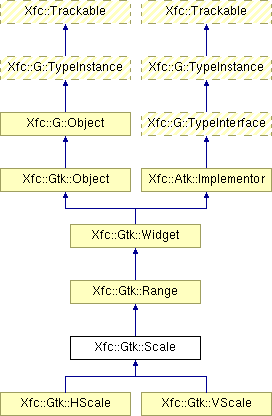 Xfc::Trackable Xfc::Trackable
Xfc::G::TypeInstance Xfc::G::TypeInstance
Xfc::G::Object Xfc::G::TypeInterface
Xfc::Gtk::Object Xfc::Atk::Implementor
Xfc::Gtk::Widget
Xfc::Gtk::Range
Xfc::Gtk::Scale
Xfc::Gtk::HScale Xfc::Gtk::VScale